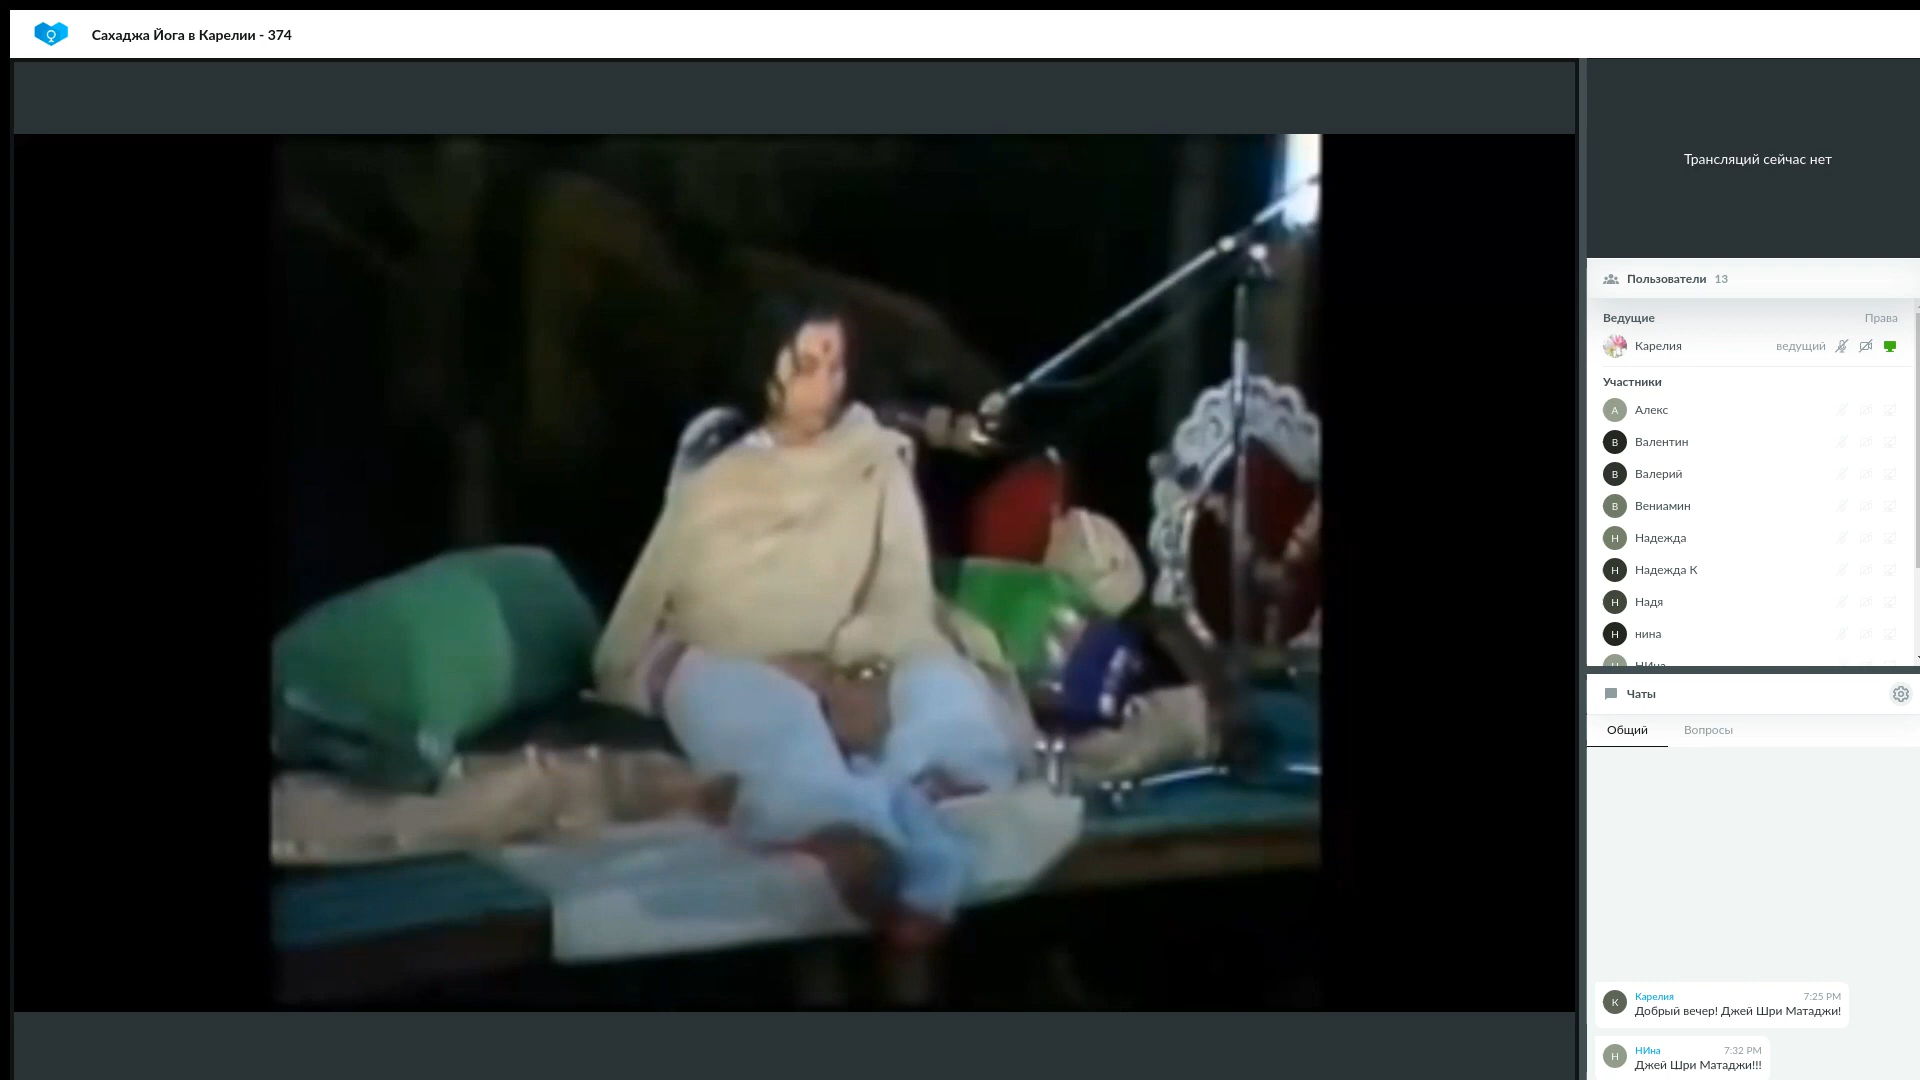 Сахаджа Йога в Карелии - 374
Трансляций сейчас нет
Пользователи 13
Ведущие Права
Карелия ведущий
Участники
А Алекс
В Валентин
В Валерий
В Вениамин
Н Надежда
Н Надежда К
Н Надя
Н нина
Н НИна
Чаты
Общий Вопросы
К Карелия 7:25 PM
Добрый вечер! Джей Шри Матаджи!
Н НИна 7:32 PM
Джей Шри Матаджи!!!